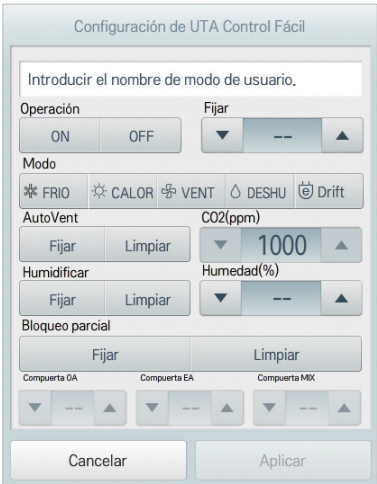 Configuración de UTA Control Fácil
Introducir el nombre de modo de usuario.
Operación Fijar
ON OFF ▼ -- ▲
Modo
FRIO CALOR VENT DESHU Drift
AutoVent CO2(ppm)
Fijar Limpiar ▼ 1000 ▲
Humidificar Humedad(%)
Fijar Limpiar ▼ -- ▲
Bloqueo parcial
Fijar Limpiar
Compuerta OA Compuerta EA Compuerta MIX
▼ -- ▲ ▼ -- ▲ ▼ -- ▲
Cancelar Aplicar